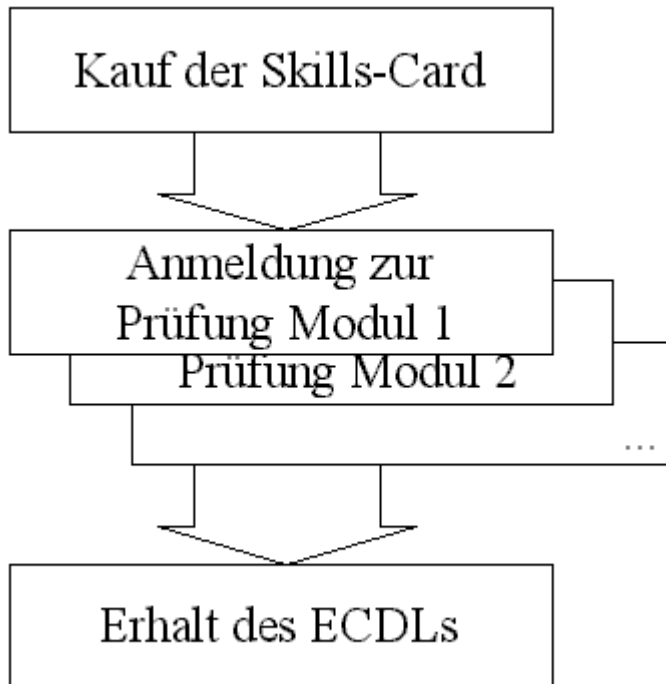 Kauf der Skills-Card
Anmeldung zur
Prüfung Modul 1
Prüfung Modul 2
...
Erhalt des ECDLs